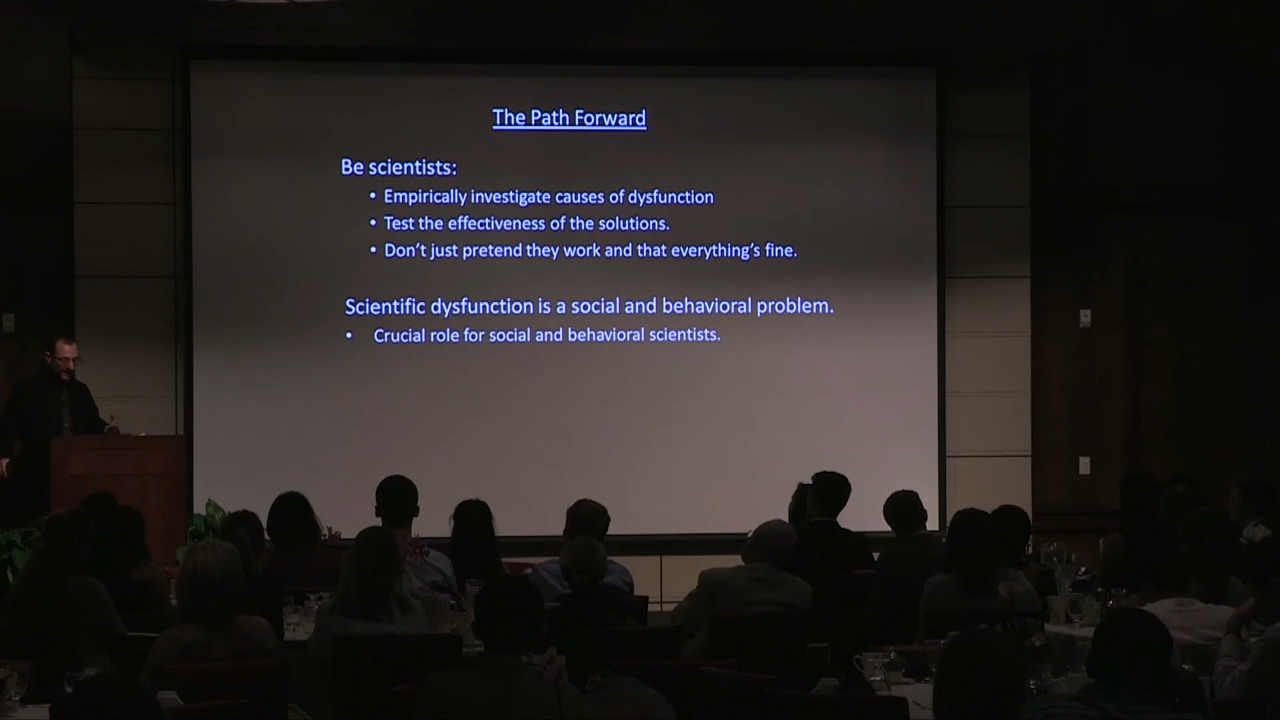 The Path Forward
Be scientists:
• Empirically investigate causes of dysfunction
• Test the effectiveness of the solutions.
• Don't just pretend they work and that everything's fine.
Scientific dysfunction is a social and behavioral problem.
• Crucial role for social and behavioral scientists.